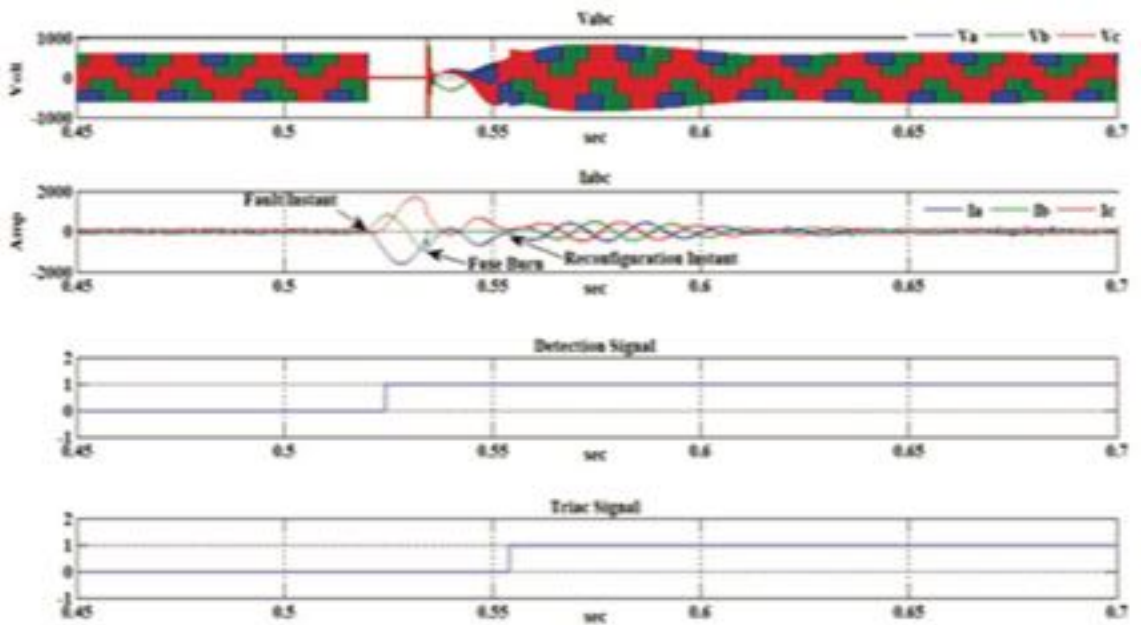 Vabc
1000
0
-1000
Volt
Va Vb Vc
0.45 0.5 0.55 0.6 0.65 0.7
sec
Iabc
2000
0
-2000
Amp
Fault Instant
Fuse Burn
Reconfiguration Instant
Ia Ib Ic
0.45 0.5 0.55 0.6 0.65 0.7
sec
Detection Signal
2
1
0
-1
0.45 0.5 0.55 0.6 0.65 0.7
sec
Triac Signal
2
1
0
-1
0.45 0.5 0.55 0.6 0.65 0.7
sec